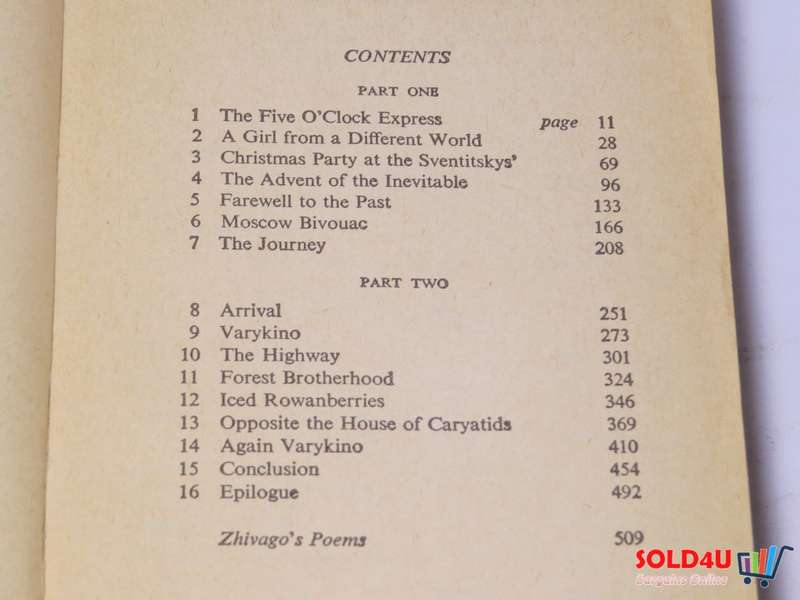 CONTENTS
PART ONE
1 The Five O'Clock Express page 11
2 A Girl from a Different World 28
3 Christmas Party at the Sventitskys' 69
4 The Advent of the Inevitable 96
5 Farewell to the Past 133
6 Moscow Bivouac 166
7 The Journey 208
PART TWO
8 Arrival 251
9 Varykino 273
10 The Highway 301
11 Forest Brotherhood 324
12 Iced Rowanberries 346
13 Opposite the House of Caryatids 369
14 Again Varykino 410
15 Conclusion 454
16 Epilogue 492
Zhivago's Poems 509
SOLD4U
Bargains Online